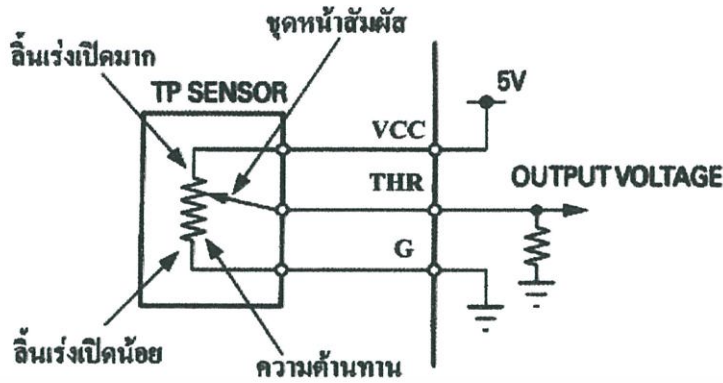 ชุดหน้าสัมผัส
ลิ้นเร่งเปิดมาก
TP SENSOR
5V
VCC
THR
OUTPUT VOLTAGE
G
ลิ้นเร่งเปิดน้อย
ความต้านทาน